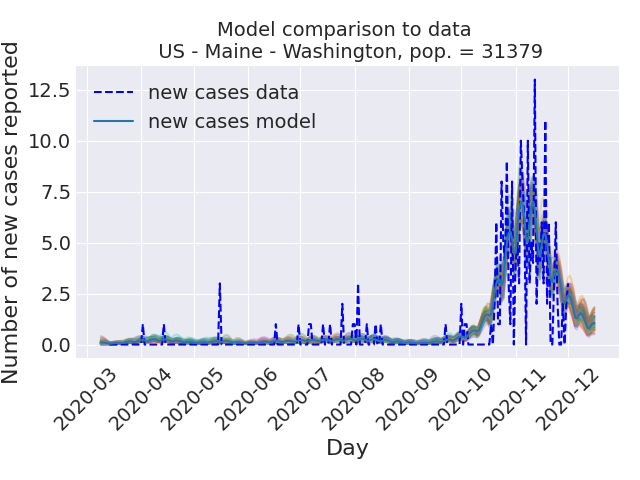 Model comparison to data
US - Maine - Washington, pop. = 31379
Number of new cases reported
12.5
10.0
7.5
5.0
2.5
0.0
new cases data
new cases model
2020-03
2020-04
2020-05
2020-06
2020-07
2020-08
2020-09
2020-10
2020-11
2020-12
Day